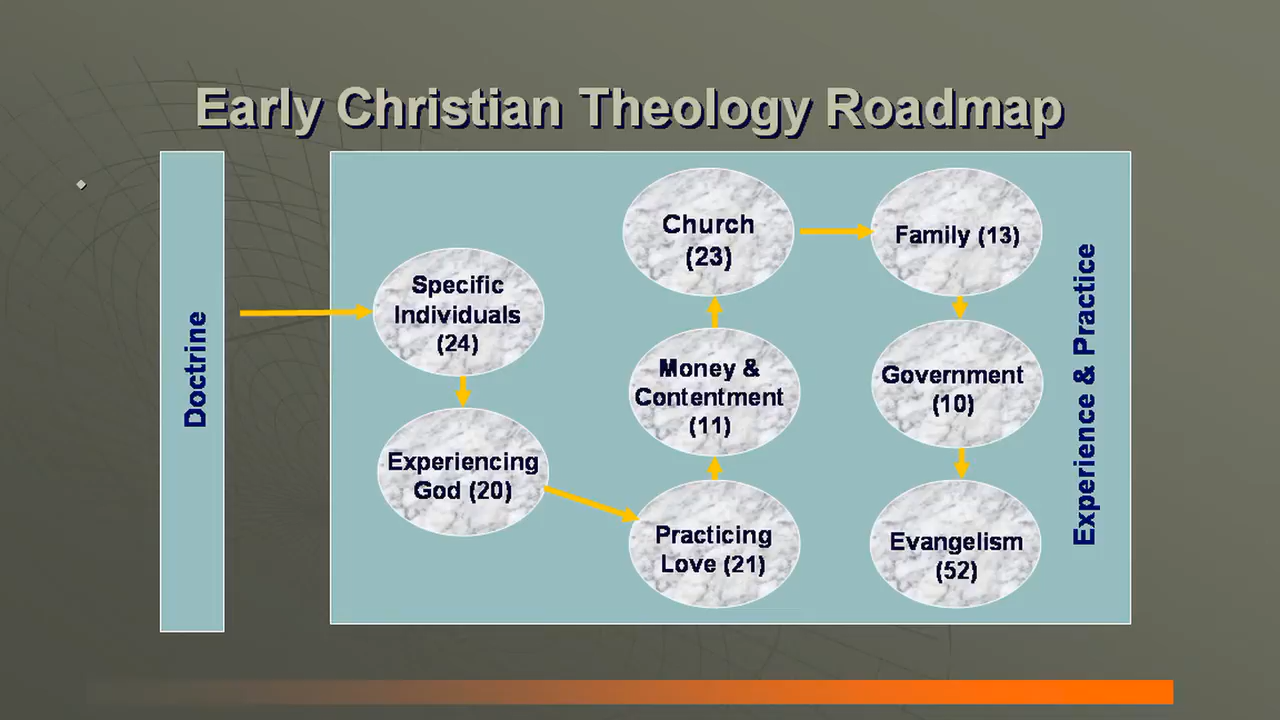 Early Christian Theology Roadmap
Doctrine
Specific
Individuals
(24)
Experiencing
God (20)
Practicing
Love (21)
Money &
Contentment
(11)
Church
(23)
Family (13)
Government
(10)
Evangelism
(52)
Experience & Practice